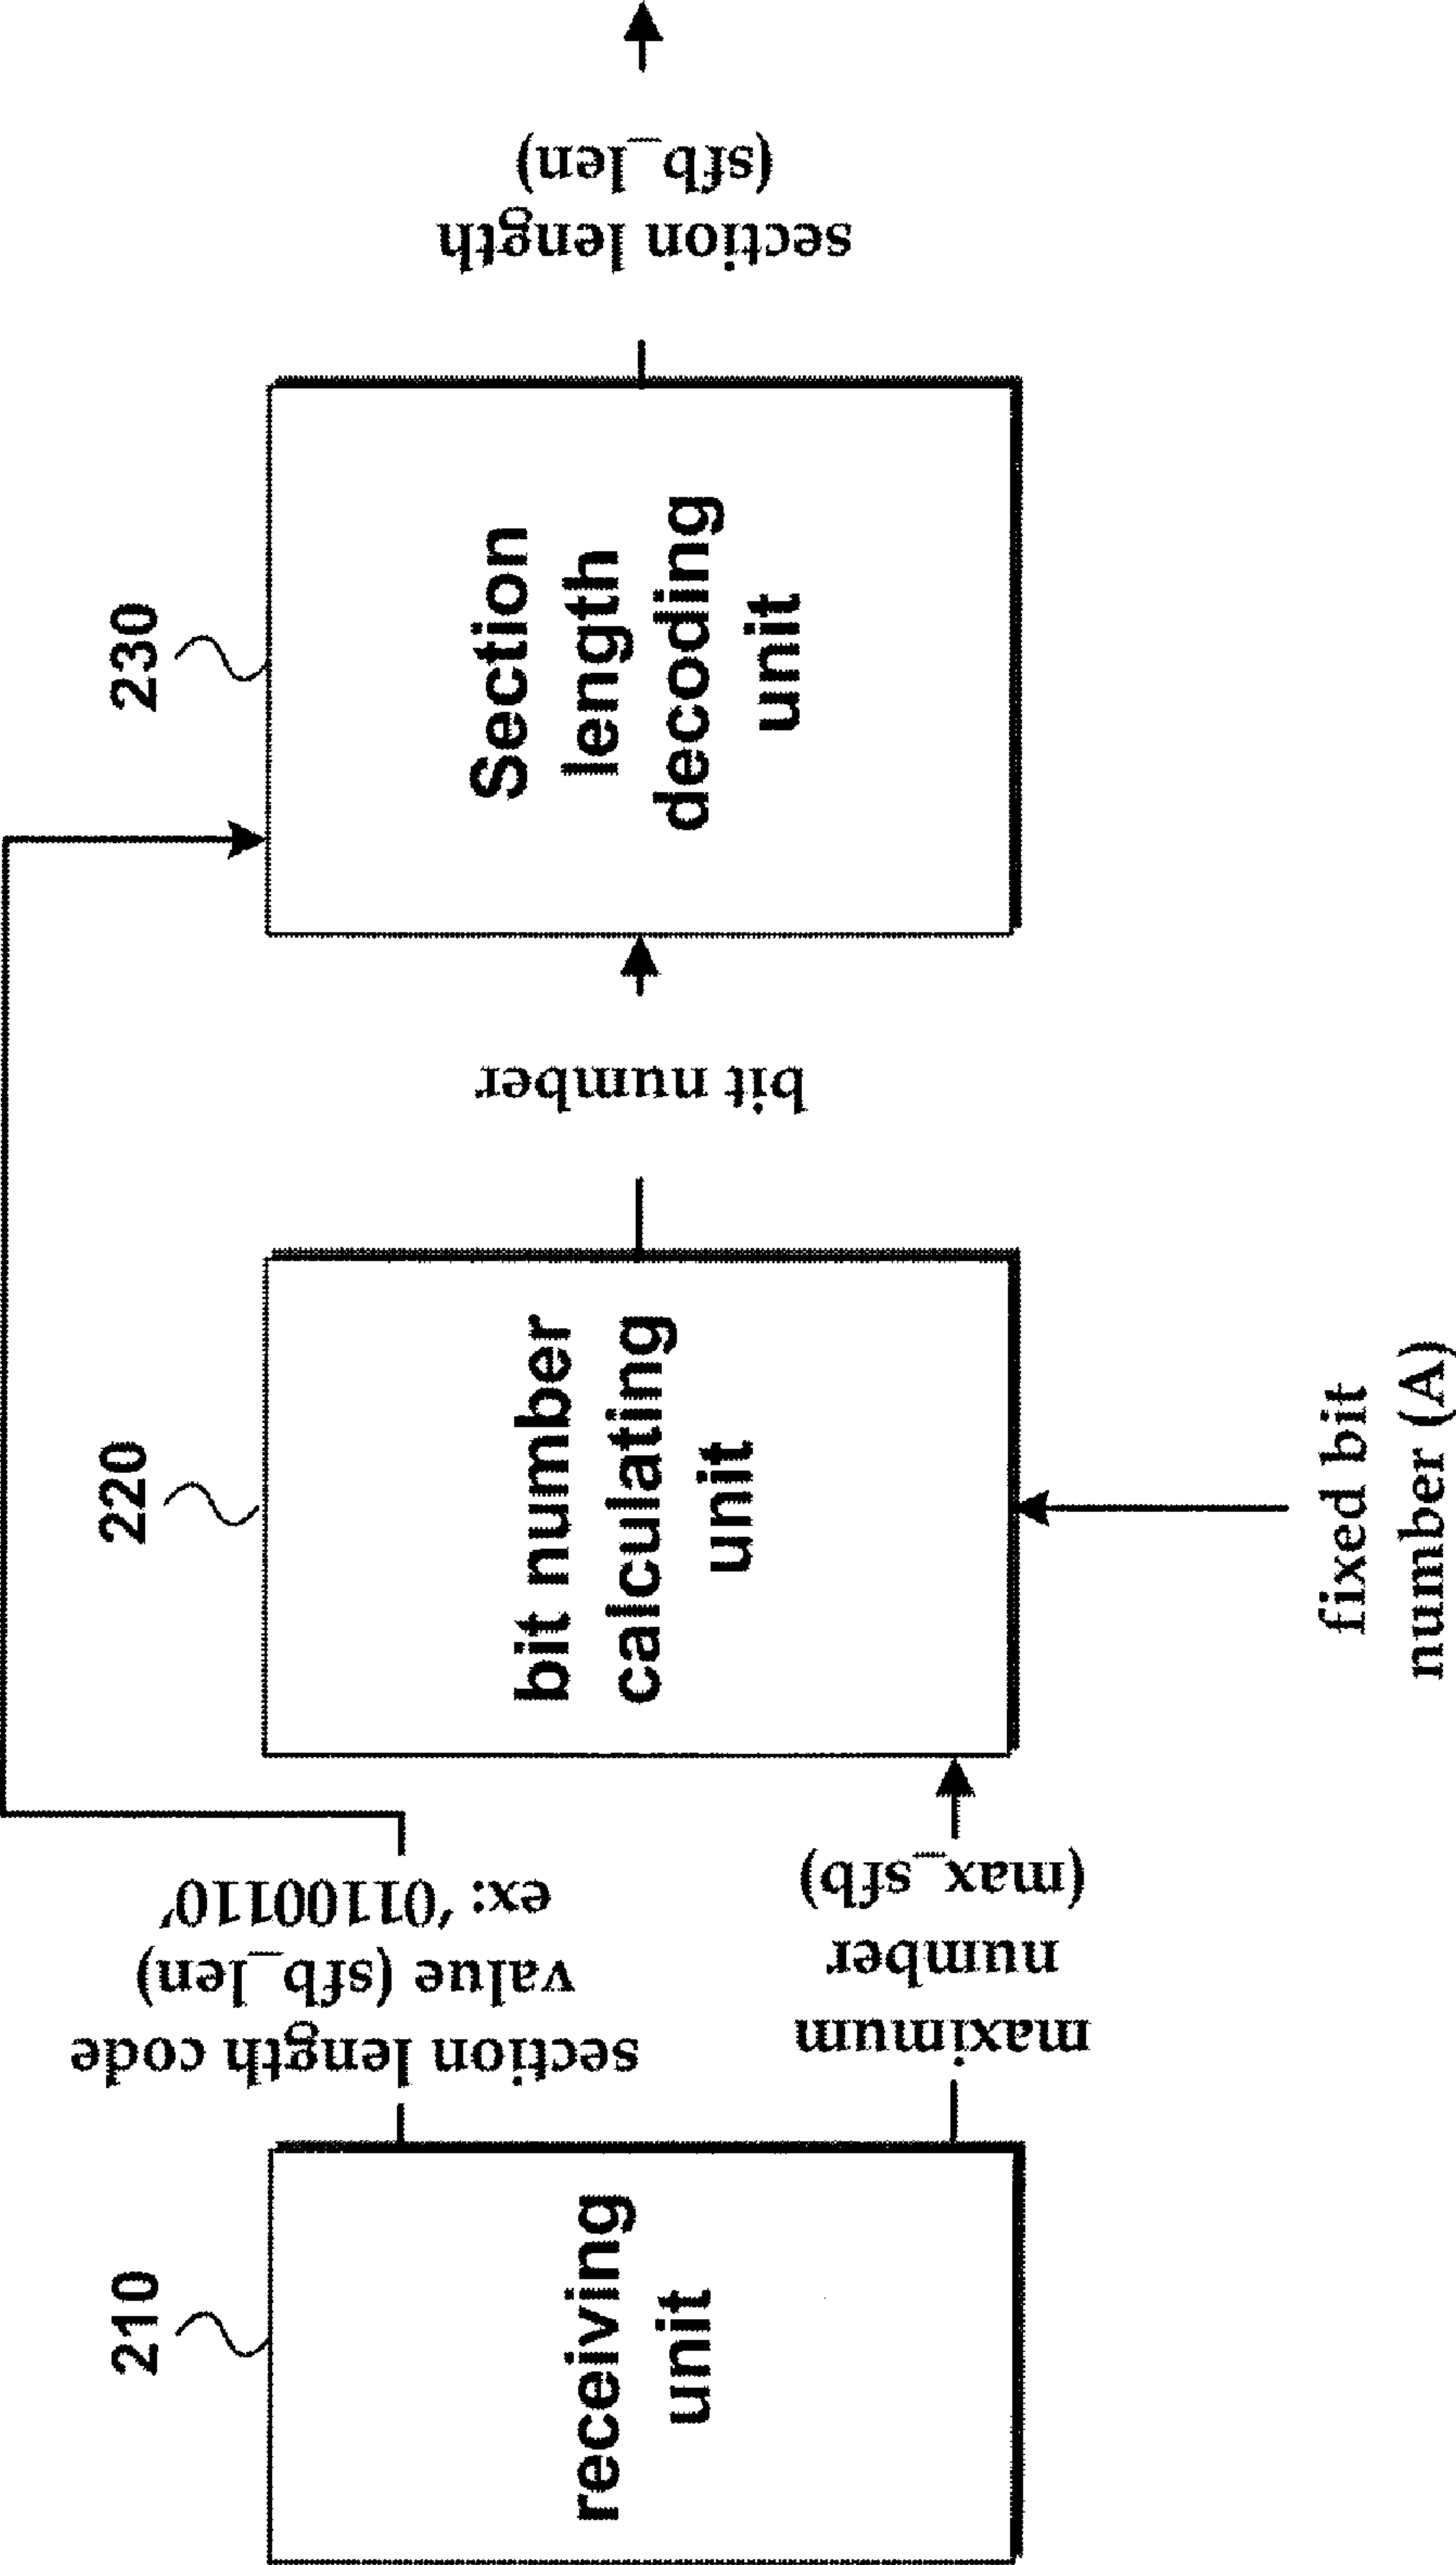 210
receiving
unit
section length code
value (sfb_len)
ex: '01100110'
maximum
number
(max_sfb)
220
bit number
calculating
unit
fixed bit
number (A)
bit number
230
Section
length
decoding
unit
section length
(sfb_len)